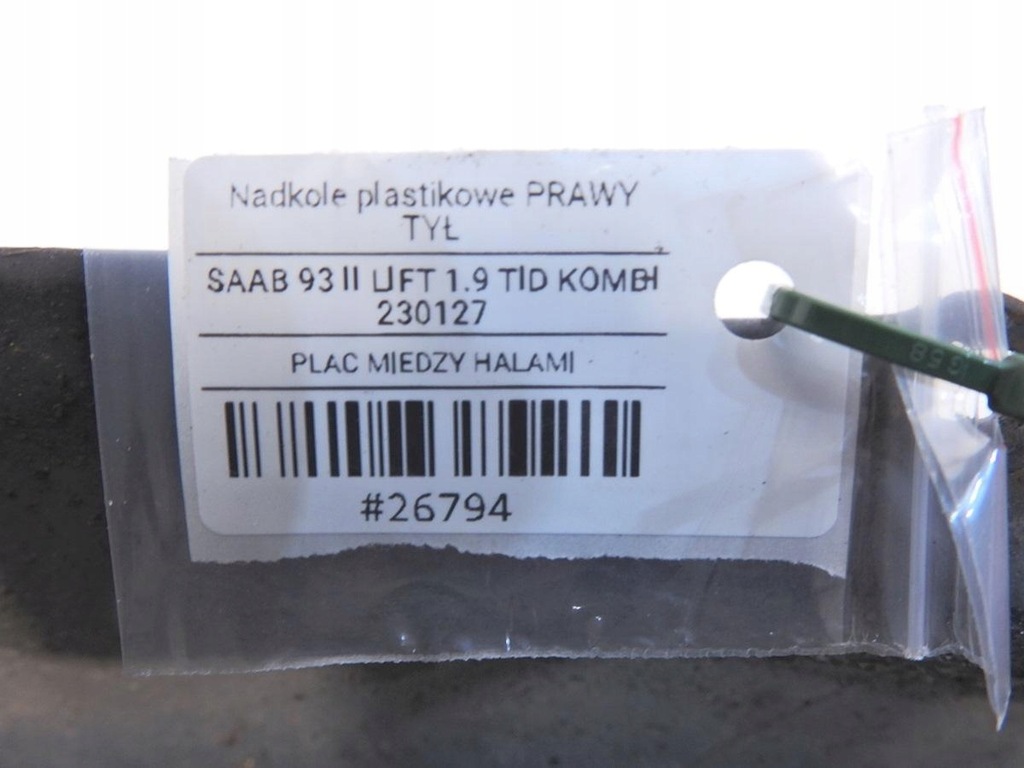 Nadkole plastikowe PRAWY
TYŁ
SAAB 93 II LIFT 1.9 TID KOMBI
230127
PLAC MIEDZY HALAMI
#26794